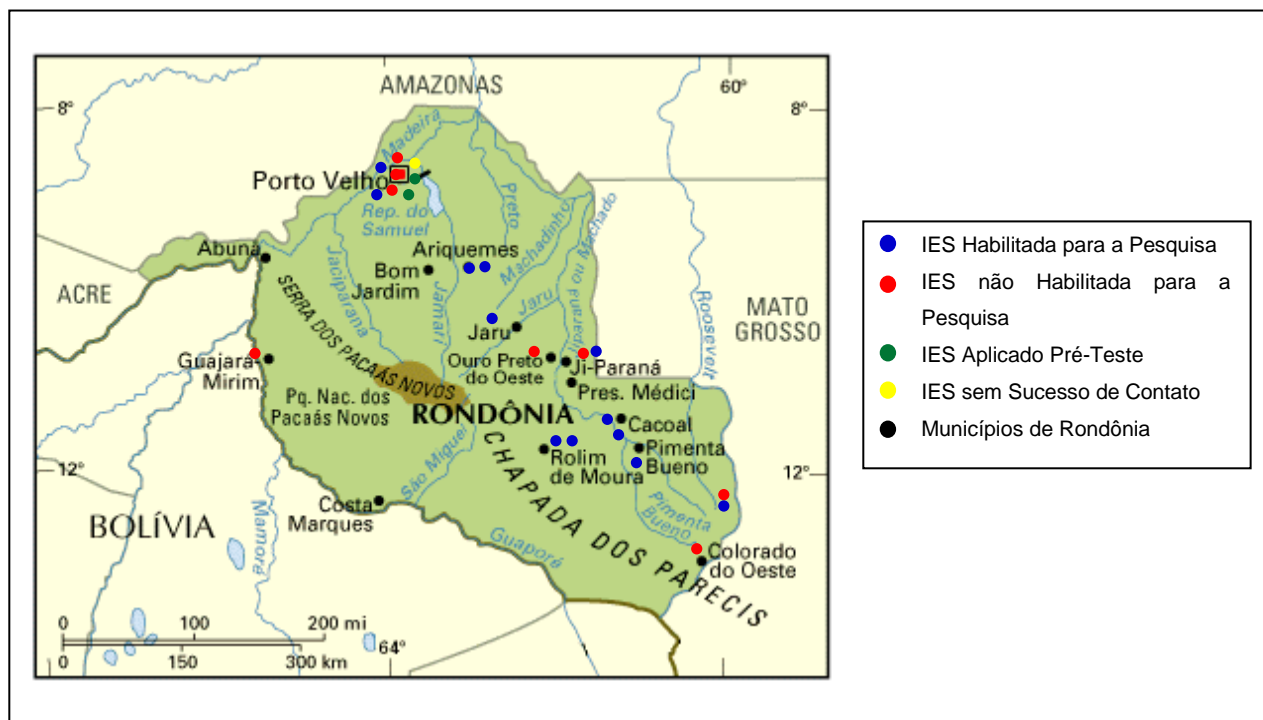 AMAZONAS
60°
8°
8°
Madeira
Porto Velho
Rep. do
Samuel
Preto
Machadinho
Jiparaná ou Machado
Abunã
Ariquemes
Bom
Jardim
Jaciparana
Jamari
Jaru
Roosevelt
ACRE
SERRA DOS PACAÁS NOVOS
MATO
GROSSO
Jaru
Guajará-
Mirim
Ouro Preto
do Oeste
Ji-Paraná
Pres. Médici
Pq. Nac. dos
Pacaás Novos
RONDÔNIA
Cacoal
Pimenta
Bueno
Rolim
de Moura
12°
12°
São Miguel
CHAPADA DOS PARECIS
Costa
Marques
Pimenta
Bueno
BOLÍVIA
Mamoré
Guaporé
Colorado
do Oeste
0 100 200 mi
0 150 300 km
64°
IES Habilitada para a Pesquisa
IES não Habilitada para a
Pesquisa
IES Aplicado Pré-Teste
IES sem Sucesso de Contato
Municípios de Rondônia